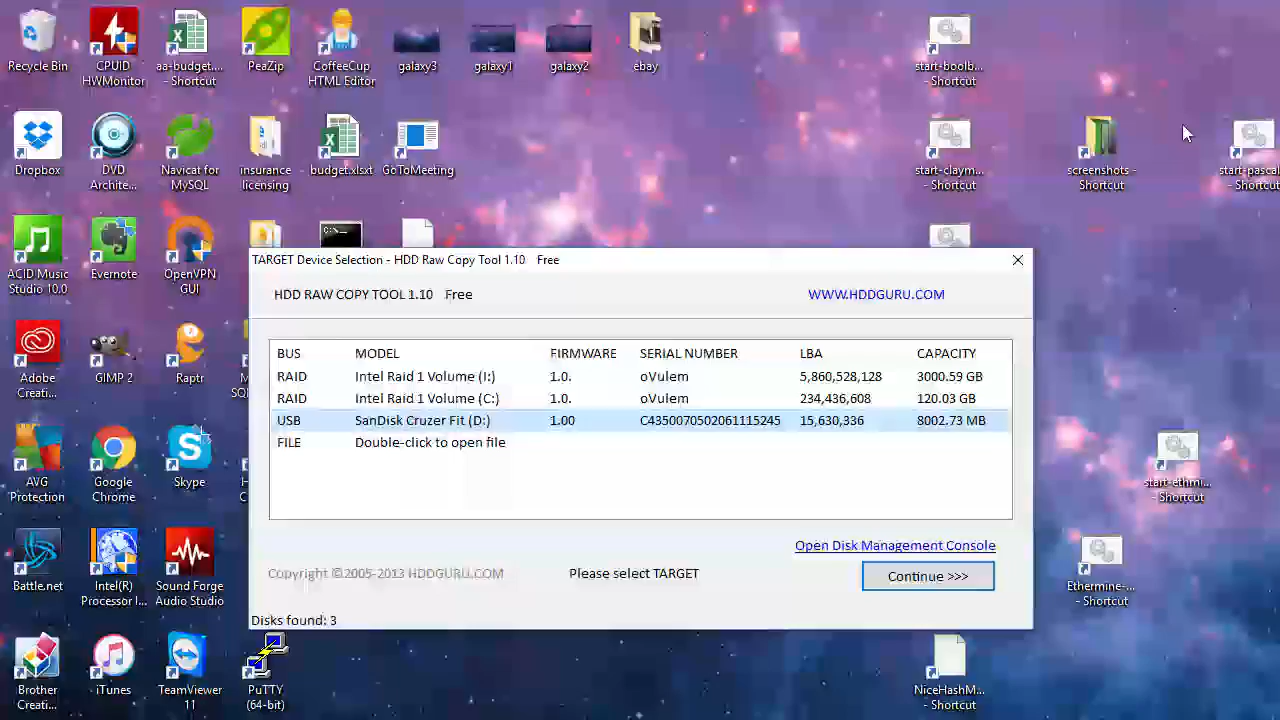 Recycle Bin
CPUID
HWMonitor
aa-budget....
- Shortcut
PeaZip
CoffeeCup
HTML Editor
galaxy3
galaxy1
galaxy2
ebay
start-boolb...
- Shortcut
Dropbox
DVD
Archite...
Navicat for
MySQL
insurance
licensing
budget.xlsxt
GoToMeeting
start-claym...
- Shortcut
screenshots -
Shortcut
start-pascal
Shortcut
ACID Music
Studio 10.0
Evernote
OpenVPN
GUI
TARGET Device Selection - HDD Raw Copy Tool 1.10 Free
HDD RAW COPY TOOL 1.10 Free
WWW.HDDGURU.COM
BUS MODEL FIRMWARE SERIAL NUMBER LBA CAPACITY
RAID Intel Raid 1 Volume (I:) 1.0. oVulem 5,860,528,128 3000.59 GB
RAID Intel Raid 1 Volume (C:) 1.0. oVulem 234,436,608 120.03 GB
USB SanDisk Cruzer Fit (D:) 1.00 C4350070502061115245 15,630,336 8002.73 MB
FILE Double-click to open file
Open Disk Management Console
Copyright ©2005-2013 HDDGURU.COM
Please select TARGET
Continue >>>
Disks found: 3
Adobe
Creati...
GIMP 2
Raptr
AVG
Protection
Google
Chrome
Skype
start-ethmi...
- Shortcut
Battle.net
Intel(R)
Processor I...
Sound Forge
Audio Studio
Ethermine-...
- Shortcut
Brother
Creati...
iTunes
TeamViewer
11
PuTTY
(64-bit)
NiceHashM...
- Shortcut